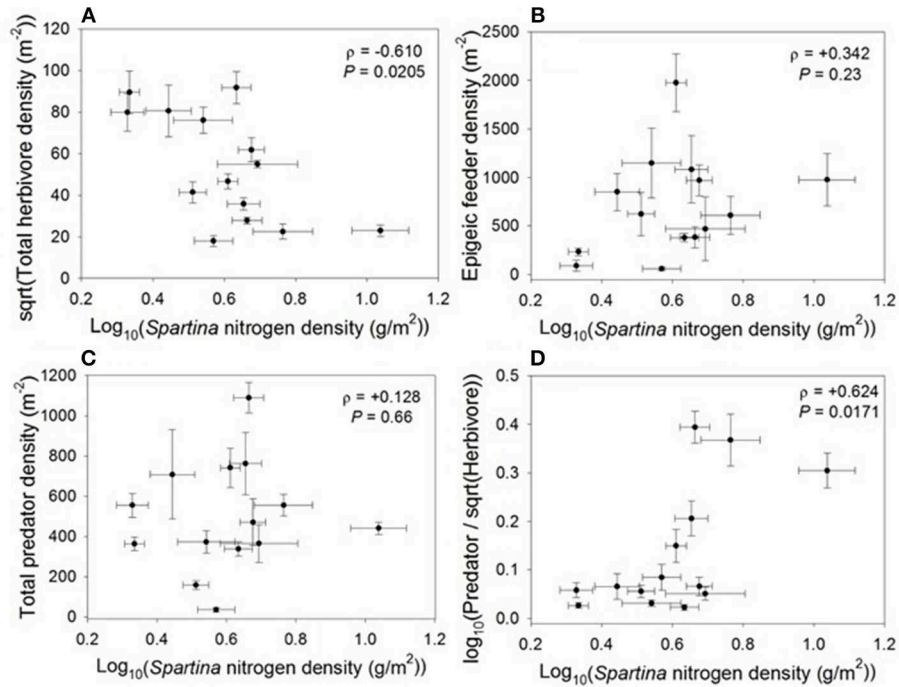 A
sqrt(Total herbivore density (m-2))
120
100
80
60
40
20
0
ρ = -0.610
P = 0.0205
0.2 0.4 0.6 0.8 1.0 1.2
Log10(Spartina nitrogen density (g/m2))
B
Epigeic feeder density (m-2)
2500
2000
1500
1000
500
0
ρ = +0.342
P = 0.23
0.2 0.4 0.6 0.8 1.0 1.2
Log10(Spartina nitrogen density (g/m2))
C
Total predator density (m-2)
1200
1000
800
600
400
200
0
ρ = +0.128
P = 0.66
0.2 0.4 0.6 0.8 1.0 1.2
Log10(Spartina nitrogen density (g/m2))
D
log10(Predator / sqrt(Herbivore))
0.5
0.4
0.3
0.2
0.1
0.0
ρ = +0.624
P = 0.0171
0.2 0.4 0.6 0.8 1.0 1.2
Log10(Spartina nitrogen density (g/m2))